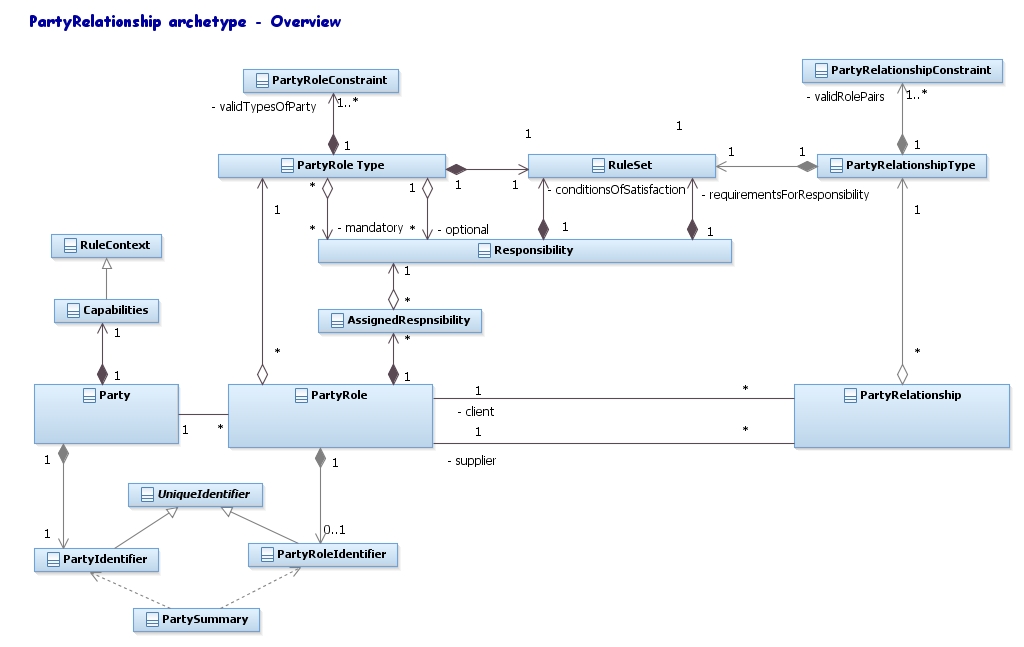 PartyRelationship archetype - Overview
PartyRoleConstraint
PartyRelationshipConstraint
- validTypesOfParty
1..*
- validRolePairs
1..*
1
1
1
1
PartyRole Type
RuleSet
1
1
PartyRelationshipType
1
1
*
1
- conditionsOfSatisfaction
- requirementsForResponsibility
1
1
*
- mandatory
*
- optional
1
1
RuleContext
Responsibility
1
*
Capabilities
AssignedRespnsibility
1
*
*
*
1
1
Party
PartyRole
PartyRelationship
1
*
- client
1
*
1
*
- supplier
1
1
UniqueIdentifier
1
0..1
PartyIdentifier
PartyRoleIdentifier
PartySummary